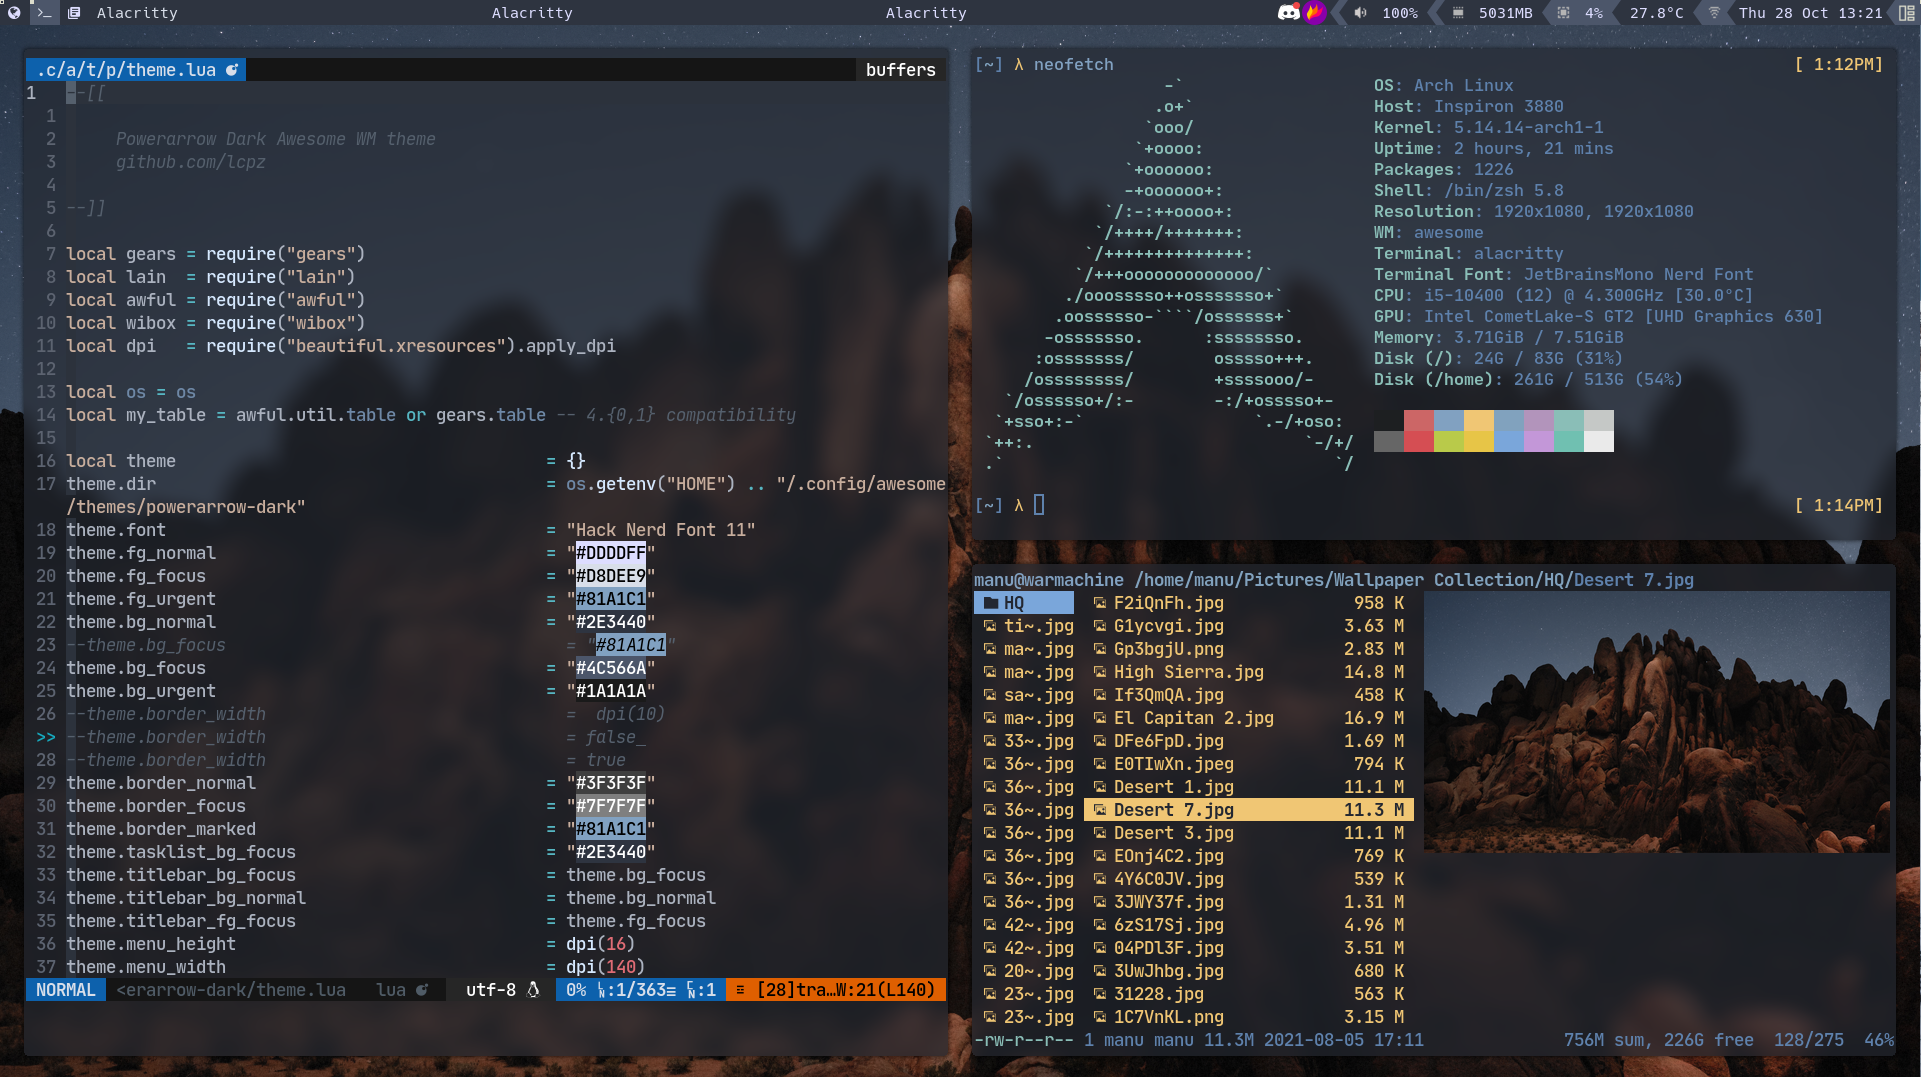 Alacritty Alacritty Alacritty 100% 5031MB 4% 27.8°C Thu 28 Oct 13:21
.c/a/t/p/theme.lua buffers
1 --[[
1
2 Powerarrow Dark Awesome WM theme
3 github.com/lcpz
4
5 --]]
6
7 local gears = require("gears")
8 local lain  = require("lain")
9 local awful = require("awful")
10 local wibox = require("wibox")
11 local dpi   = require("beautiful.xresources").apply_dpi
12
13 local os = os
14 local my_table = awful.util.table or gears.table -- 4.{0,1} compatibility
15
16 local theme = {}
17 theme.dir = os.getenv("HOME") .. "/.config/awesome
/themes/powerarrow-dark"
18 theme.font = "Hack Nerd Font 11"
19 theme.fg_normal = "#DDDDFF"
20 theme.fg_focus = "#D8DEE9"
21 theme.fg_urgent = "#81A1C1"
22 theme.bg_normal = "#2E3440"
23 --theme.bg_focus = "#81A1C1"
24 theme.bg_focus = "#4C566A"
25 theme.bg_urgent = "#1A1A1A"
26 --theme.border_width =  dpi(10)
>> --theme.border_width = false_
28 --theme.border_width = true
29 theme.border_normal = "#3F3F3F"
30 theme.border_focus = "#7F7F7F"
31 theme.border_marked = "#81A1C1"
32 theme.tasklist_bg_focus = "#2E3440"
33 theme.titlebar_bg_focus = theme.bg_focus
34 theme.titlebar_bg_normal = theme.bg_normal
35 theme.titlebar_fg_focus = theme.fg_focus
36 theme.menu_height = dpi(16)
37 theme.menu_width = dpi(140)
NORMAL <erarrow-dark/theme.lua lua utf-8 0% :1/363≡ :1 ≡ [28]tra…W:21(L140)
[~] λ neofetch [ 1:12PM]
-`
.o+`
`ooo/
`+oooo:
`+oooooo:
-+oooooo+:
`/:-:++oooo+:
`/++++/+++++++:
`/++++++++++++++:
`/+++ooooooooooooo/`
./ooosssso++osssssso+`
.oossssso-````/ossssss+`
-osssssso.      :ssssssso.
:osssssss/        osssso+++.
/ossssssss/        +ssssooo/-
`/ossssso+/:-        -:/+osssso+-
`+sso+:-`                 `.-/+oso:
`++:.                           `-/+/
.`                                 `/
OS: Arch Linux
Host: Inspiron 3880
Kernel: 5.14.14-arch1-1
Uptime: 2 hours, 21 mins
Packages: 1226
Shell: /bin/zsh 5.8
Resolution: 1920x1080, 1920x1080
WM: awesome
Terminal: alacritty
Terminal Font: JetBrainsMono Nerd Font
CPU: i5-10400 (12) @ 4.300GHz [30.0°C]
GPU: Intel CometLake-S GT2 [UHD Graphics 630]
Memory: 3.71GiB / 7.51GiB
Disk (/): 24G / 83G (31%)
Disk (/home): 261G / 513G (54%)
[~] λ [ 1:14PM]
manu@warmachine /home/manu/Pictures/Wallpaper Collection/HQ/Desert 7.jpg
HQ F2iQnFh.jpg 958 K
ti~.jpg G1ycvgi.jpg 3.63 M
ma~.jpg Gp3bgjU.png 2.83 M
ma~.jpg High Sierra.jpg 14.8 M
sa~.jpg If3QmQA.jpg 458 K
ma~.jpg El Capitan 2.jpg 16.9 M
33~.jpg DFe6FpD.jpg 1.69 M
36~.jpg E0TIwXn.jpeg 794 K
36~.jpg Desert 1.jpg 11.1 M
36~.jpg Desert 7.jpg 11.3 M
36~.jpg Desert 3.jpg 11.1 M
36~.jpg EOnj4C2.jpg 769 K
36~.jpg 4Y6C0JV.jpg 539 K
36~.jpg 3JWY37f.jpg 1.31 M
42~.jpg 6zS17Sj.jpg 4.96 M
42~.jpg 04PDl3F.jpg 3.51 M
20~.jpg 3UwJhbg.jpg 680 K
23~.jpg 31228.jpg 563 K
23~.jpg 1C7VnKL.png 3.15 M
-rw-r--r-- 1 manu manu 11.3M 2021-08-05 17:11 756M sum, 226G free 128/275 46%